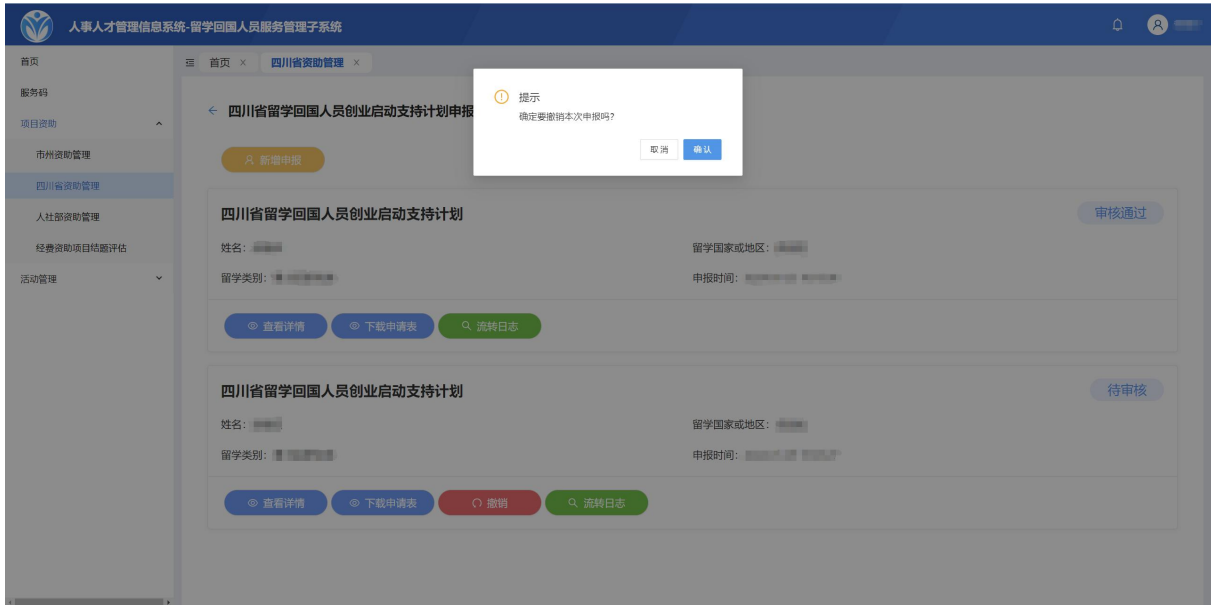 人事人才管理信息系统-留学回国人员服务管理子系统
首页
服务码
项目资助
市州资助管理
四川省资助管理
人社部资助管理
经费资助项目结题评估
活动管理
首页 × 四川省资助管理 ×
← 四川省留学回国人员创业启动支持计划申报
提示
确定要撤销本次申报吗?
取消 确认
新增申报
四川省留学回国人员创业启动支持计划 审核通过
姓名: 留学国家或地区:
留学类别: 申报时间:
查看详情 下载申请表 流转日志
四川省留学回国人员创业启动支持计划 待审核
姓名: 留学国家或地区:
留学类别: 申报时间:
查看详情 下载申请表 撤销 流转日志